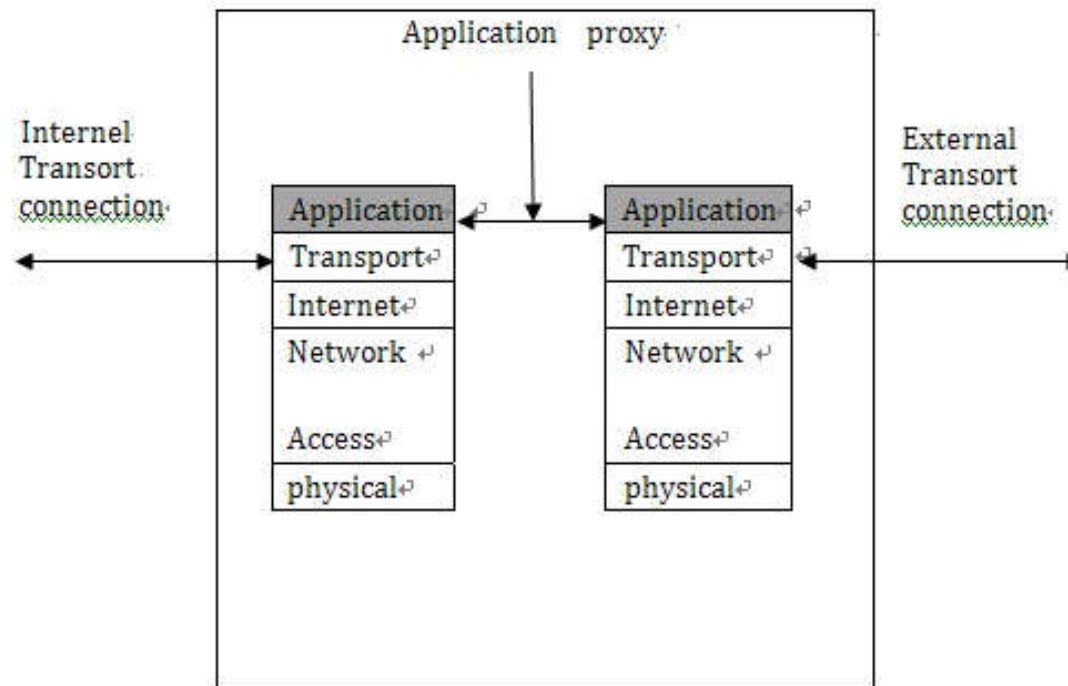 Application proxy
Internel
Transort
connection
External
Transort
connection
Application
Transport
Internet
Network
Access
physical
Application
Transport
Internet
Network
Access
physical